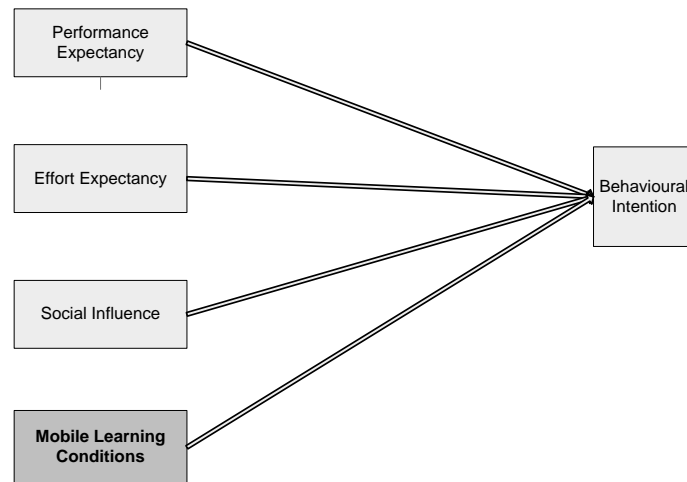 Performance
Expectancy
Effort Expectancy
Behavioural
Intention
Social Influence
Mobile Learning
Conditions